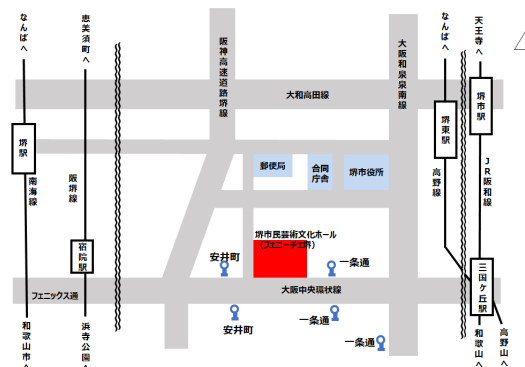 なんばへ
恵美須町へ
阪神高速道路堺線
大阪和泉泉南線
なんばへ
天王寺へ
大和高田線
堺駅
堺東駅
堺市駅
南海線
阪堺線
高野線
JR阪和線
郵便局
合同
庁舎
堺市役所
宿院駅
堺市民芸術文化ホール
(フェニーチェ堺)
安井町
一条通
三国ケ丘駅
フェニックス通
大阪中央環状線
安井町
一条通
一条通
和歌山市へ
浜寺公園へ
和歌山へ
高野山へ